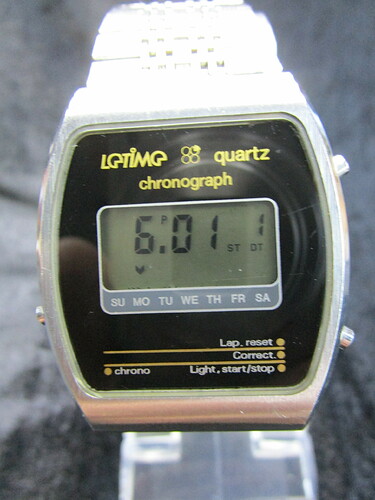 LeTIMe quartz
chronograph
P
6.01 ST DT 1
SU MO TU WE TH FR SA
Lap. reset
Correct.
chrono Light, start/stop